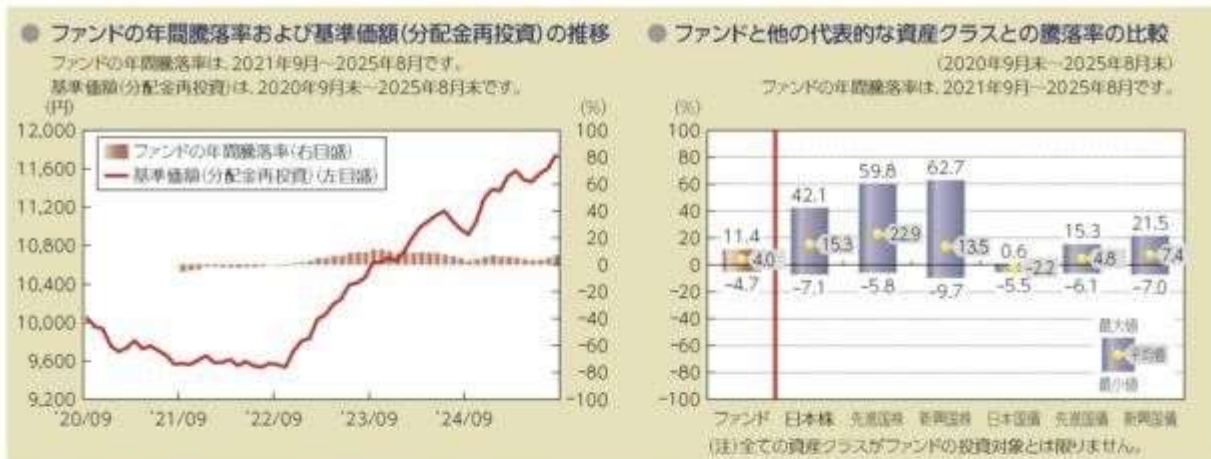 ● ファンドの年間騰落率および基準価額(分配金再投資)の推移
ファンドの年間騰落率は、2021年9月～2025年8月です。
基準価額(分配金再投資)は、2020年9月末～2025年8月末です。
(円)
(%)
12,000
11,600
11,200
10,800
10,400
10,000
9,600
9,200
100
80
60
40
20
0
-20
-40
-60
-80
-100
ファンドの年間騰落率(右目盛)
基準価額(分配金再投資)(左目盛)
'20/09 '21/09 '22/09 '23/09 '24/09
● ファンドと他の代表的な資産クラスとの騰落率の比較
(2020年9月末～2025年8月末)
ファンドの年間騰落率は、2021年9月～2025年8月です。
(%)
100
80
60
40
20
0
-20
-40
-60
-80
-100
11.4 42.1 59.8 62.7 0.6 15.3 21.5
4.0 15.3 22.9 13.5 -2.2 4.8 7.4
-4.7 -7.1 -5.8 -9.7 -5.5 -6.1 -7.0
最大値
平均値
最小値
ファンド 日本株 先進国株 新興国株 日本国債 先進国債 新興国債
(注)全ての資産クラスがファンドの投資対象とは限りません。